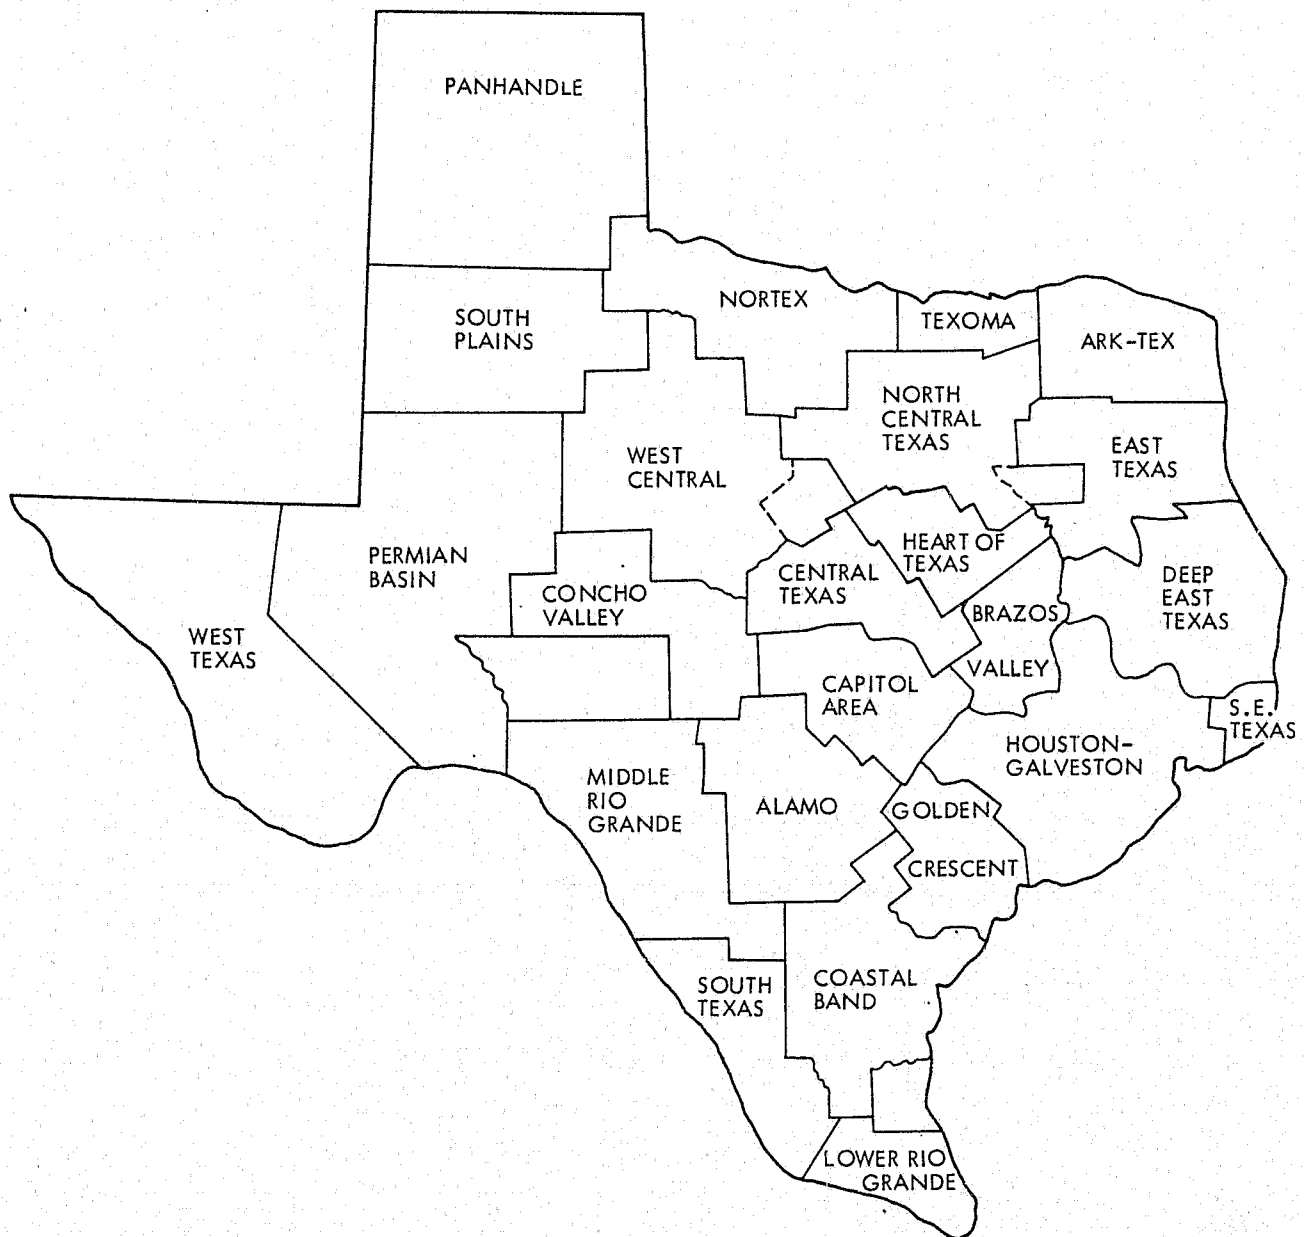 PANHANDLE
NORTEX
SOUTH
PLAINS
TEXOMA
ARK-TEX
NORTH
CENTRAL
TEXAS
EAST
TEXAS
WEST
CENTRAL
PERMIAN
BASIN
CONCHO
VALLEY
CENTRAL
TEXAS
HEART OF
TEXAS
DEEP
EAST
TEXAS
BRAZOS
VALLEY
WEST
TEXAS
CAPITOL
AREA
S.E.
TEXAS
HOUSTON-
GALVESTON
MIDDLE
RIO
GRANDE
ALAMO
GOLDEN
CRESCENT
SOUTH
TEXAS
COASTAL
BAND
LOWER RIO
GRANDE